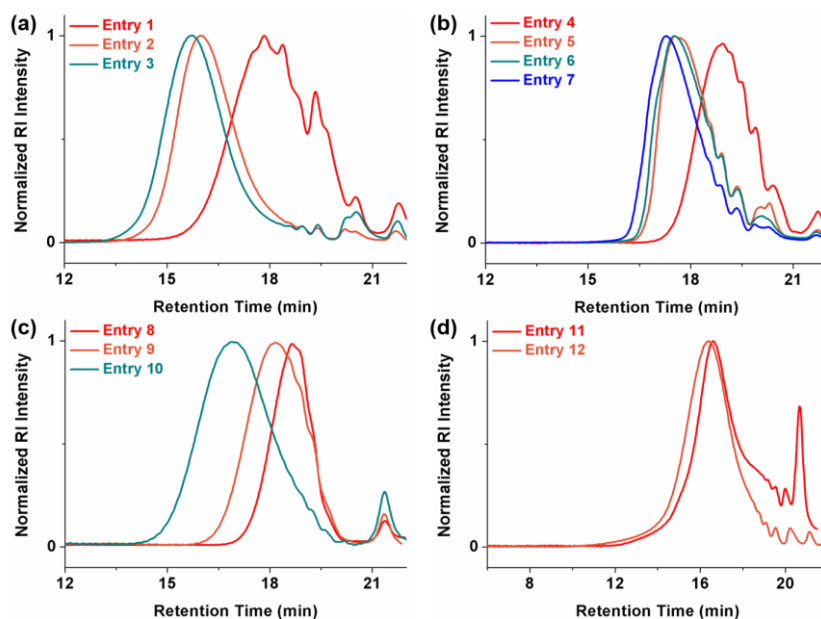 (a)
Entry 1
Entry 2
Entry 3
Normalized RI Intensity
1
0
12 15 18 21
Retention Time (min)
(b)
Entry 4
Entry 5
Entry 6
Entry 7
Normalized RI Intensity
1
0
12 15 18 21
Retention Time (min)
(c)
Entry 8
Entry 9
Entry 10
Normalized RI Intensity
1
0
12 15 18 21
Retention Time (min)
(d)
Entry 11
Entry 12
Normalized RI Intensity
1
0
8 12 16 20
Retention Time (min)